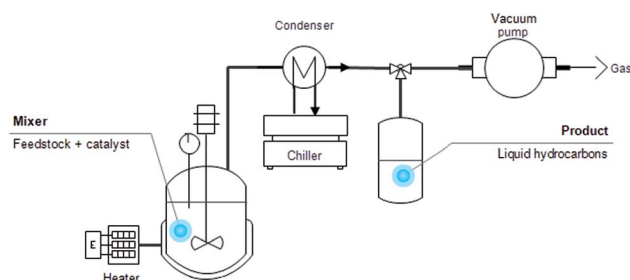 Condenser
Vacuum
pump
Gas
Mixer
Feedstock + catalyst
Chiller
Product
Liquid hydrocarbons
E
Heater